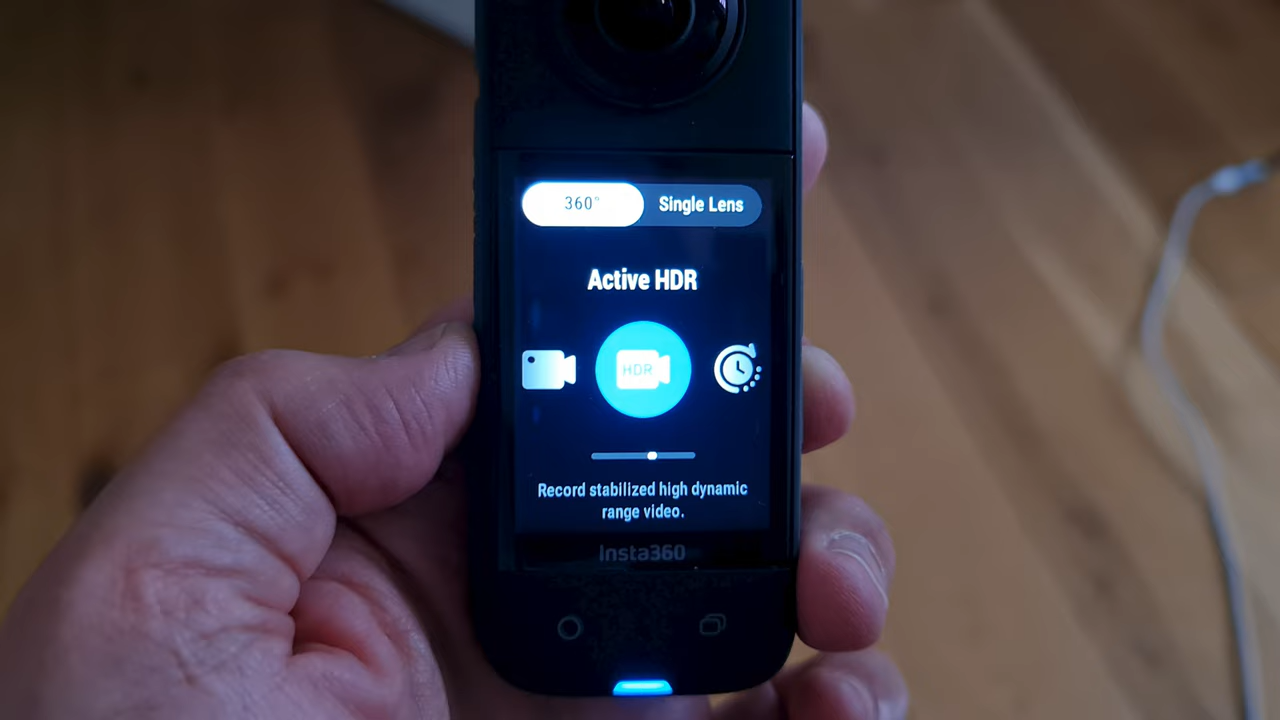 360°
Single Lens
Active HDR
HDR
Record stabilized high dynamic
range video.
Insta360